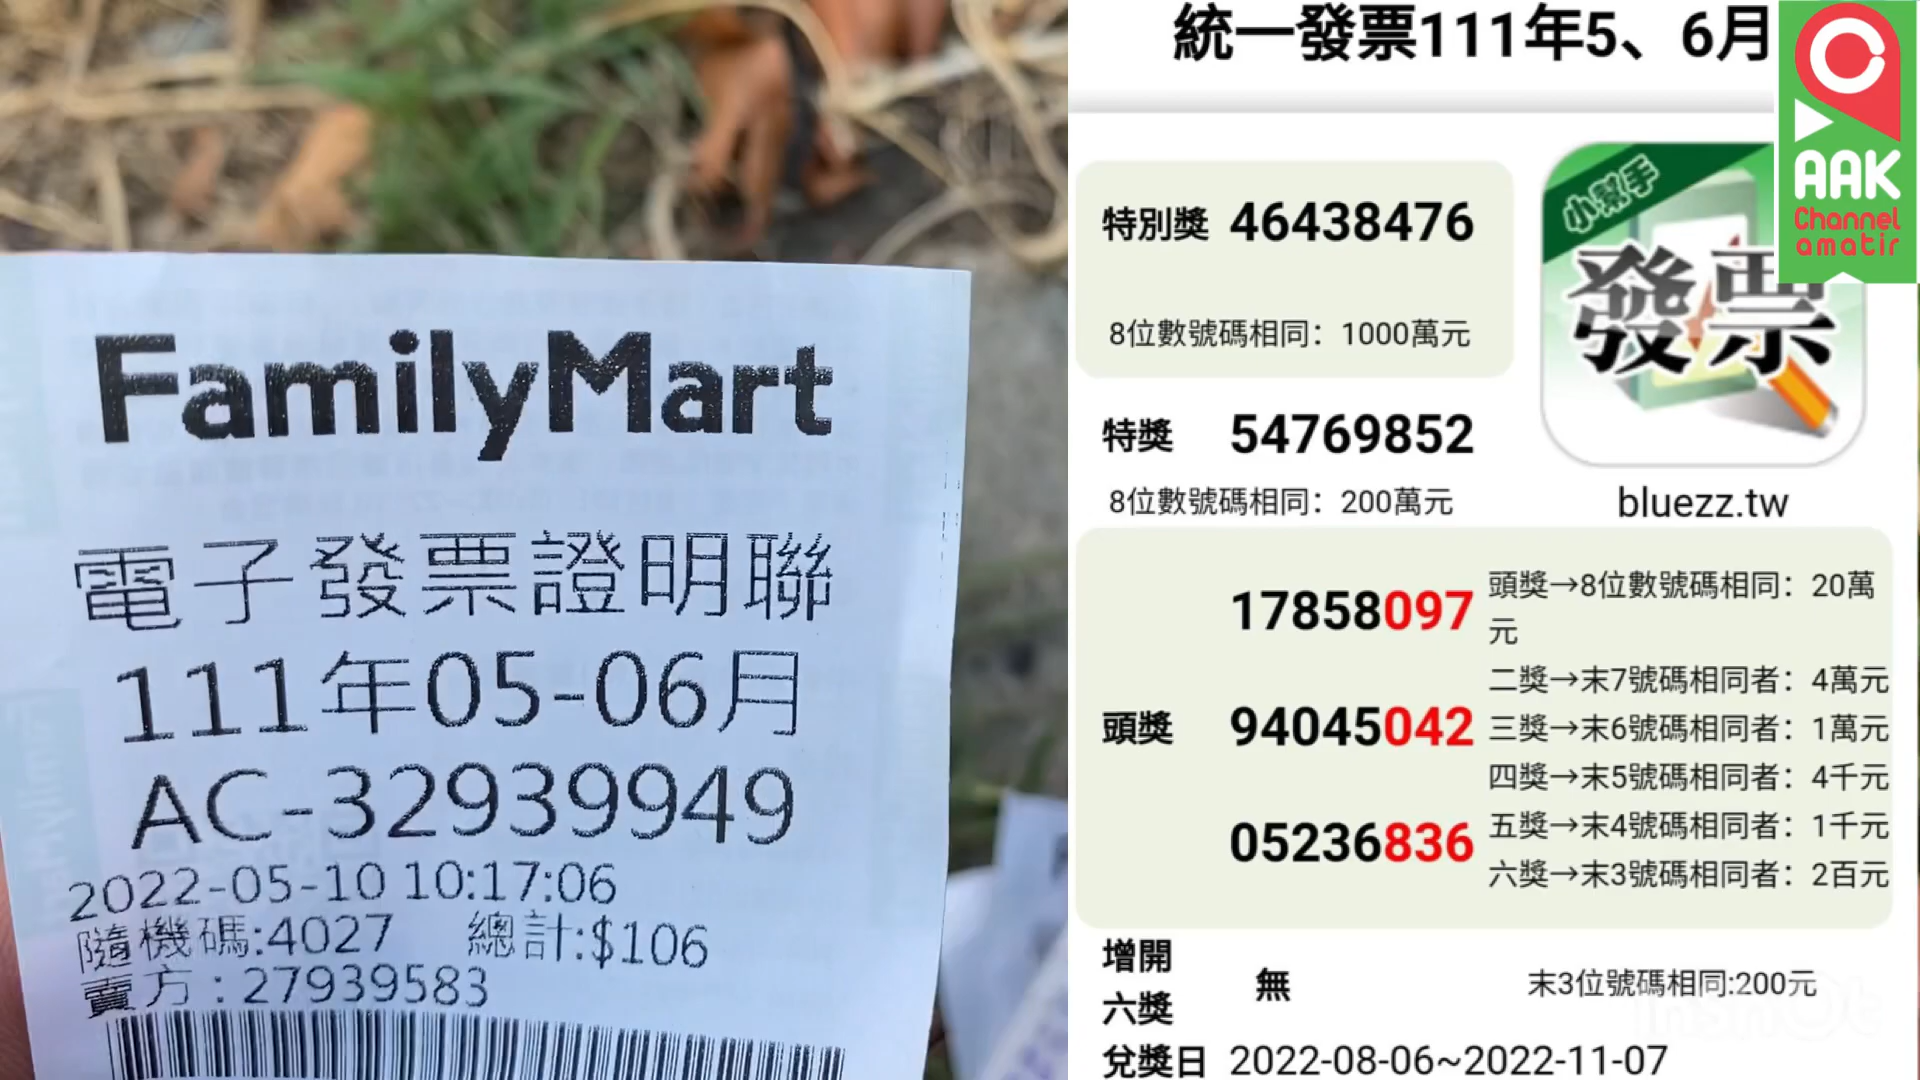 FamilyMart
電子發票證明聯
111年05-06月
AC-32939949
2022-05-10 10:17:06
隨機碼:4027 總計:$106
賣方:27939583
統一發票111年5、6月
特別獎 46438476
8位數號碼相同：1000萬元
特獎 54769852
8位數號碼相同：200萬元
小幫手
發票
bluezz.tw
AAK
Channel
amatir
頭獎
17858097
94045042
05236836
頭獎→8位數號碼相同：20萬
元
二獎→末7號碼相同者：4萬元
三獎→末6號碼相同者：1萬元
四獎→末5號碼相同者：4千元
五獎→末4號碼相同者：1千元
六獎→末3號碼相同者：2百元
增開
六獎
無
末3位號碼相同:200元
InShOt
兌獎日 2022-08-06~2022-11-07